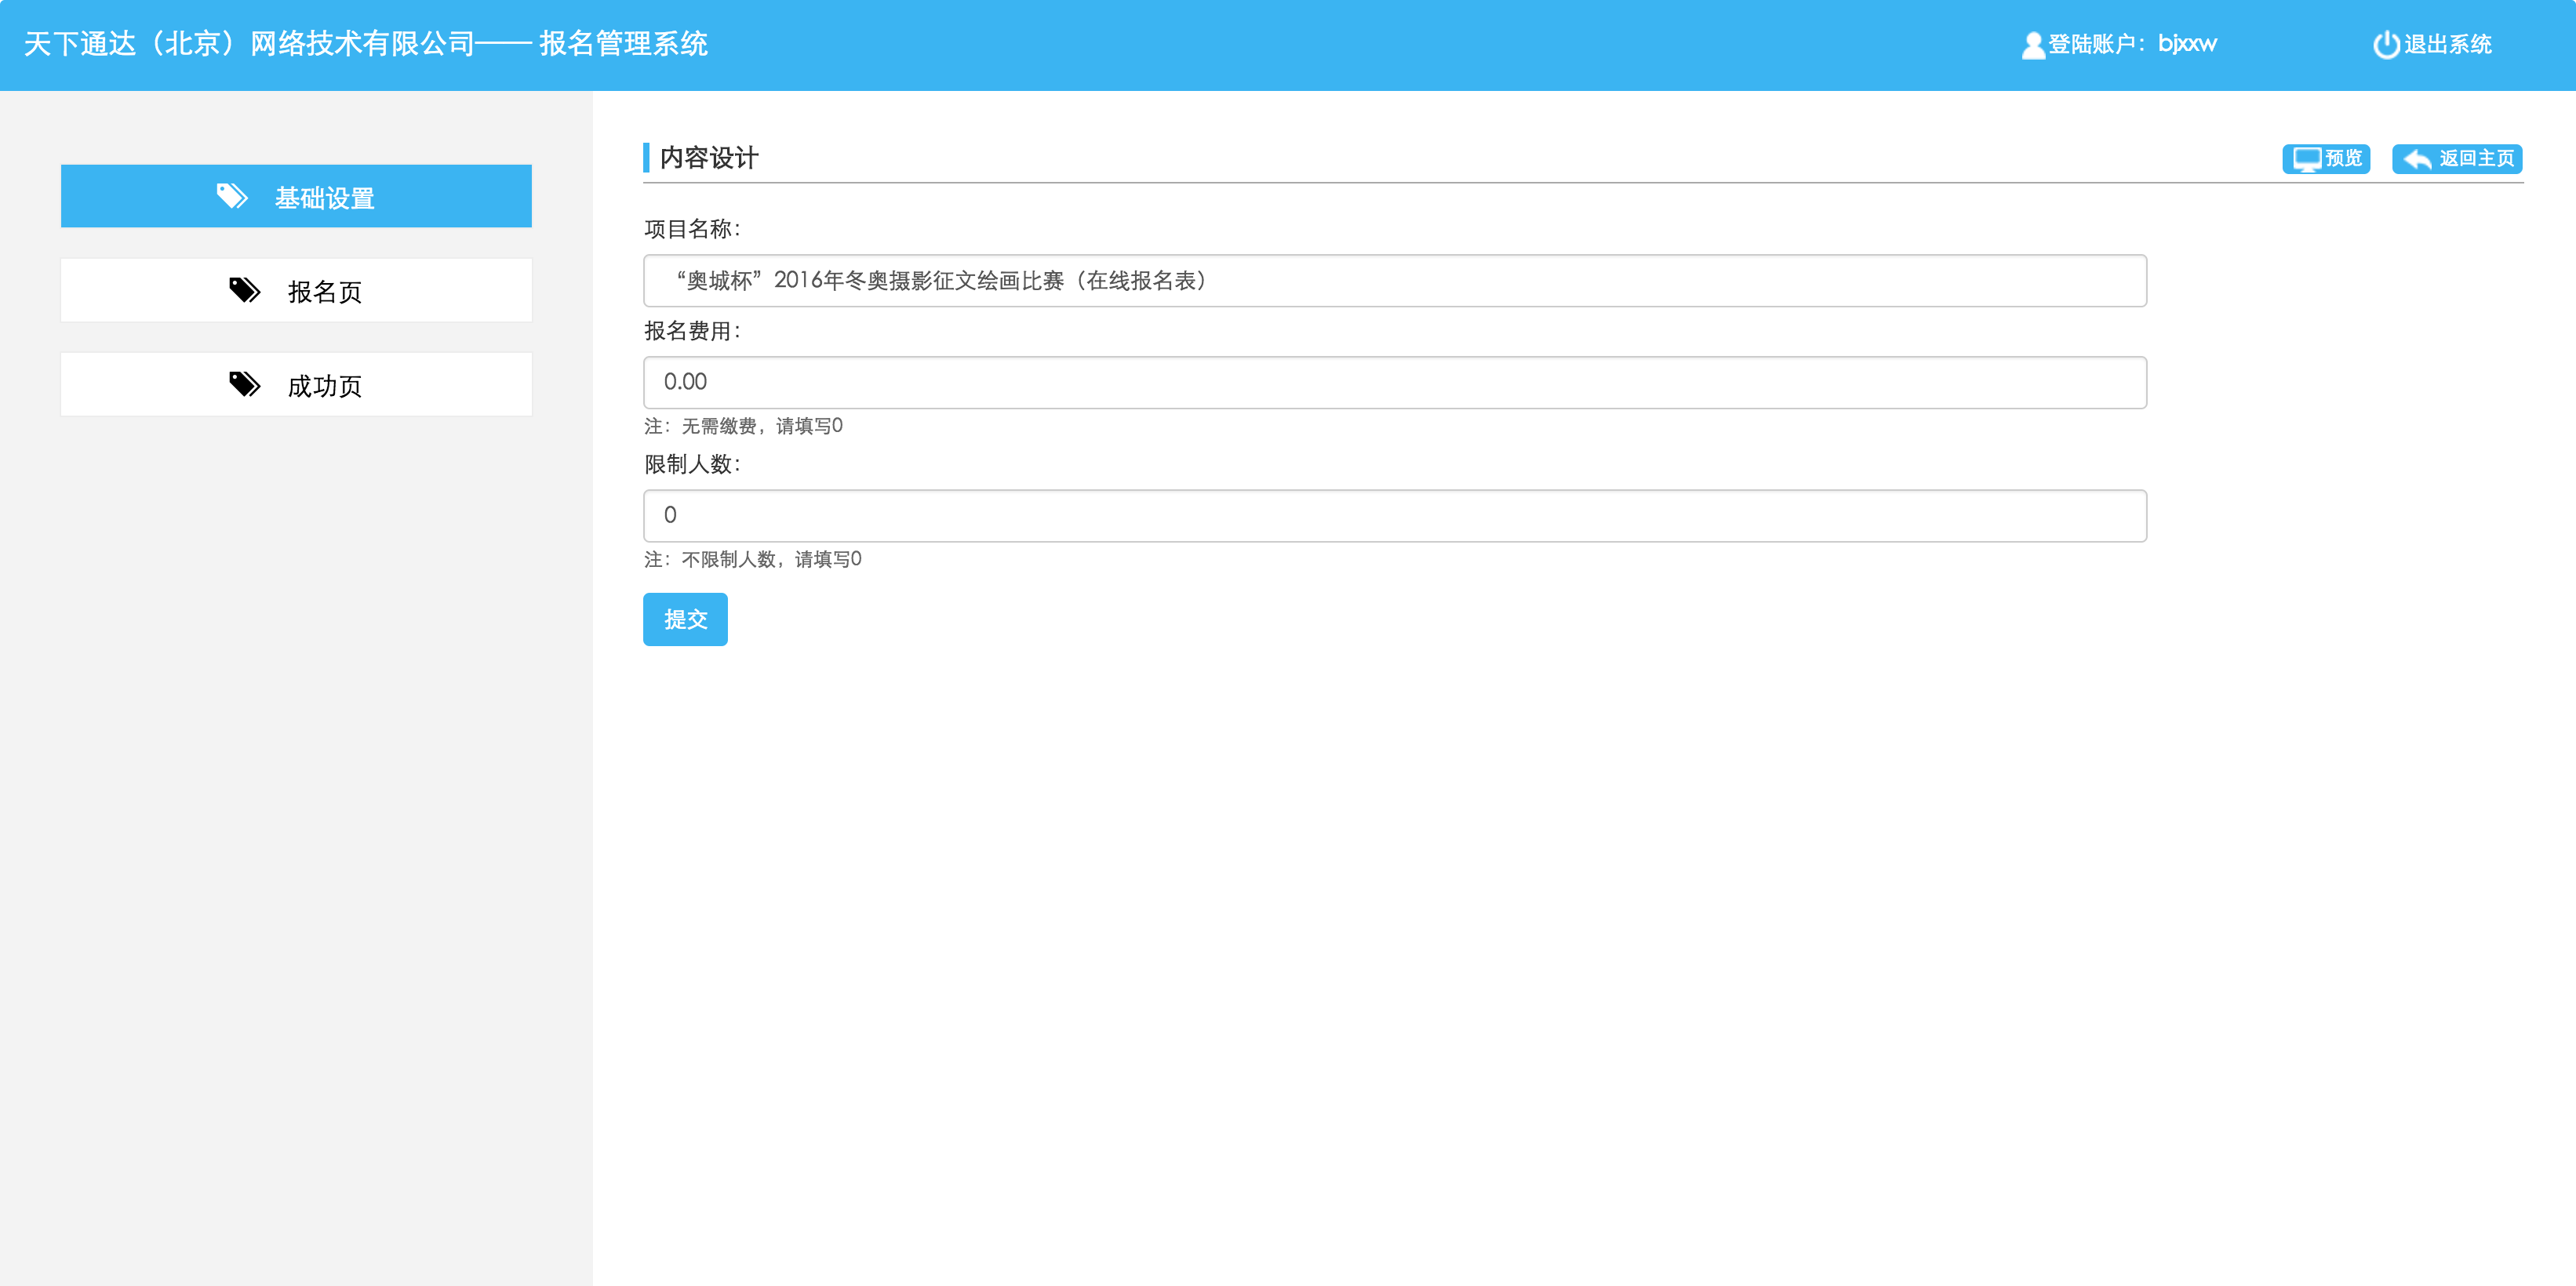 天下通达（北京）网络技术有限公司—— 报名管理系统
登陆账户：bjxxw
退出系统
基础设置
报名页
成功页
内容设计
预览
返回主页
项目名称：
“奥城杯”2016年冬奥摄影征文绘画比赛（在线报名表）
报名费用：
0.00
注：无需缴费，请填写0
限制人数：
0
注：不限制人数，请填写0
提交